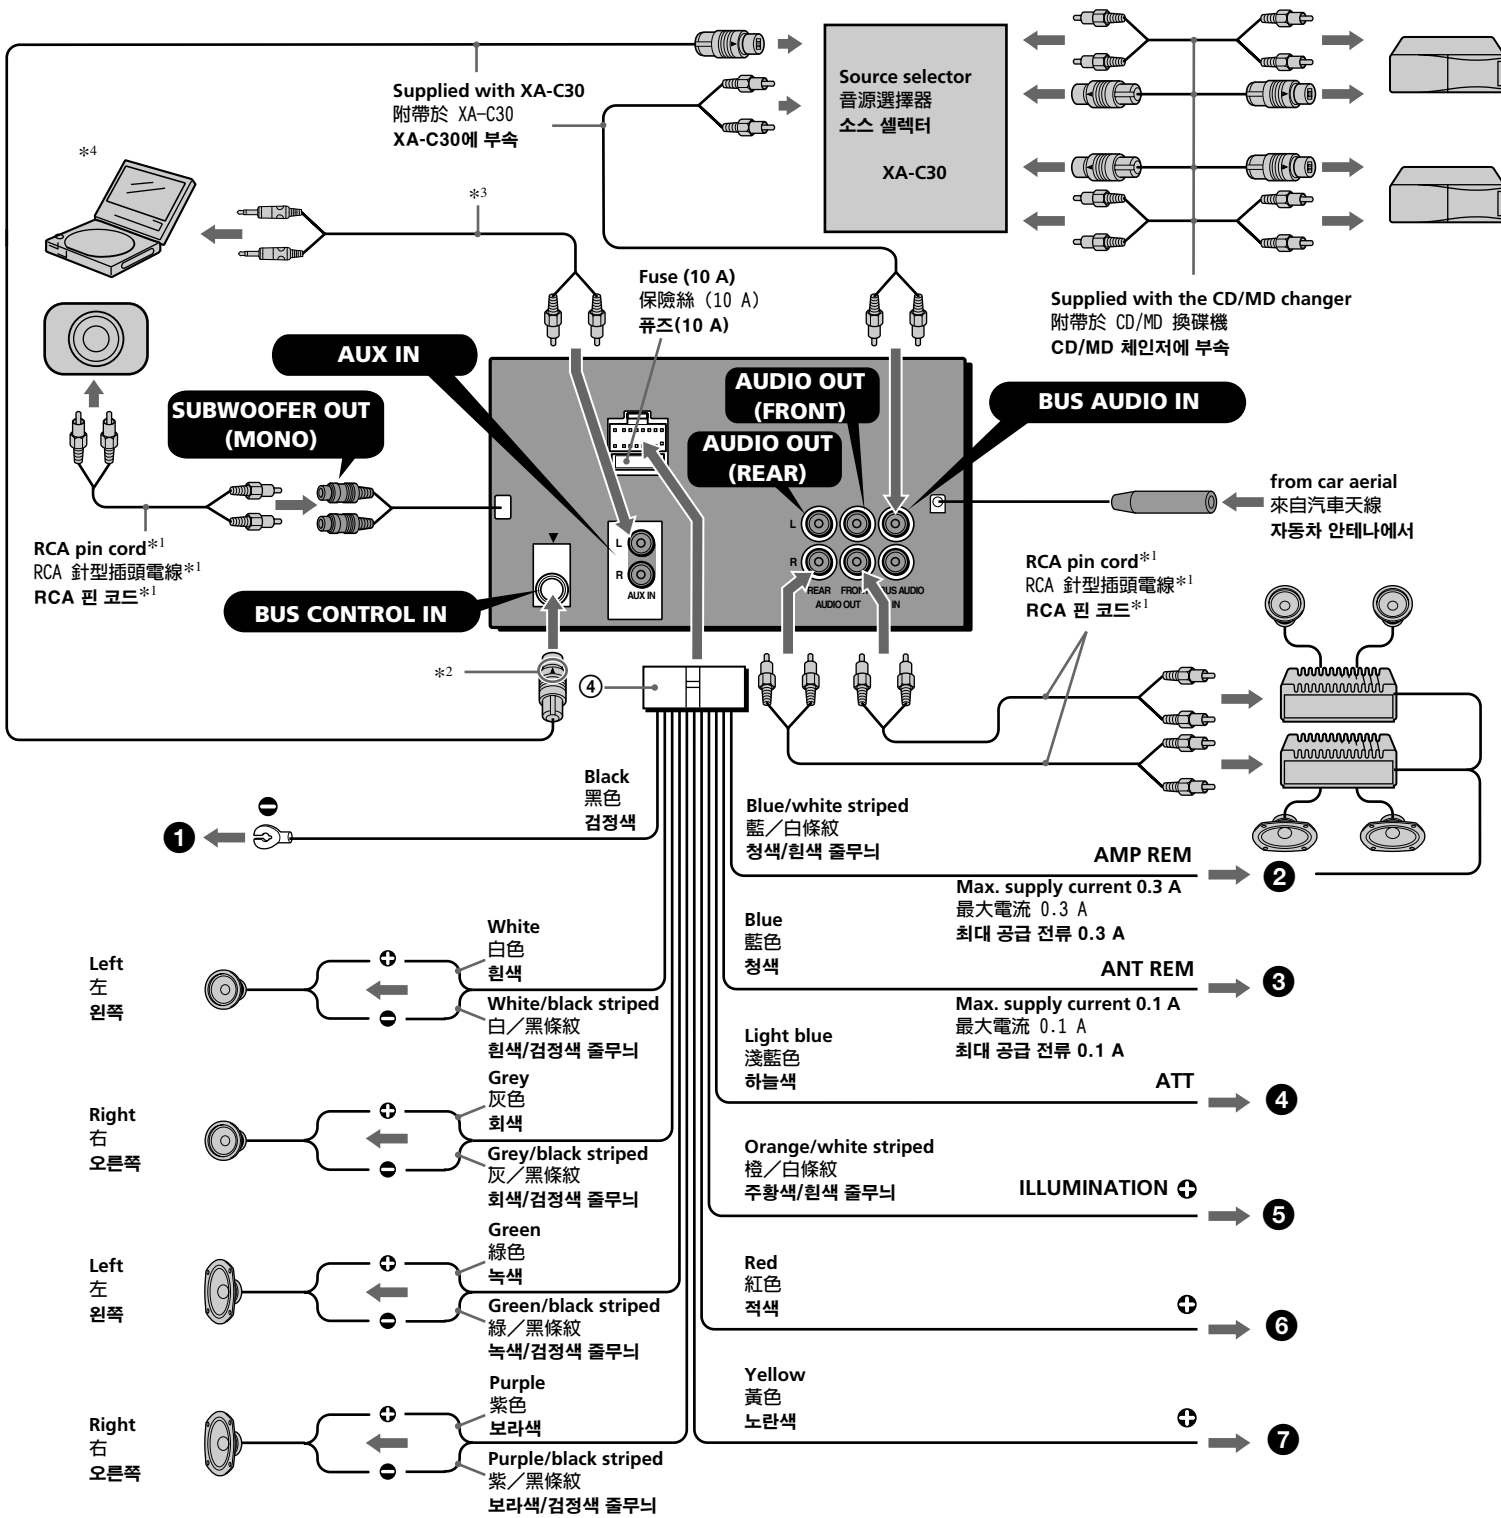 Supplied with XA-C30
附帶於 XA-C30
XA-C30에 부속
Source selector
音源選擇器
소스 셀렉터
XA-C30
*4
*3
Fuse (10 A)
保險絲 (10 A)
퓨즈(10 A)
Supplied with the CD/MD changer
附帶於 CD/MD 換碟機
CD/MD 체인저에 부속
AUX IN
SUBWOOFER OUT
(MONO)
AUDIO OUT
(FRONT)
AUDIO OUT
(REAR)
BUS AUDIO IN
from car aerial
來自汽車天線
자동차 안테나에서
RCA pin cord*1
RCA 針型插頭電線*1
RCA 핀 코드*1
L
R
AUX IN
L
R
REAR FRONT BUS AUDIO
AUDIO OUT IN
RCA pin cord*1
RCA 針型插頭電線*1
RCA 핀 코드*1
BUS CONTROL IN
*2
④
Black
黑色
검정색
❶
Blue/white striped
藍／白條紋
청색/흰색 줄무늬
AMP REM
❷
Max. supply current 0.3 A
最大電流 0.3 A
최대 공급 전류 0.3 A
Blue
藍色
청색
ANT REM
❸
Max. supply current 0.1 A
最大電流 0.1 A
최대 공급 전류 0.1 A
Light blue
淺藍色
하늘색
ATT
❹
Orange/white striped
橙／白條紋
주황색/흰색 줄무늬
ILLUMINATION ⊕
❺
Red
紅色
적색
⊕
❻
Yellow
黃色
노란색
⊕
❼
Left
左
왼쪽
White
白色
흰색
White/black striped
白／黑條紋
흰색/검정색 줄무늬
Right
右
오른쪽
Grey
灰色
회색
Grey/black striped
灰／黑條紋
회색/검정색 줄무늬
Left
左
왼쪽
Green
綠色
녹색
Green/black striped
綠／黑條紋
녹색/검정색 줄무늬
Right
右
오른쪽
Purple
紫色
보라색
Purple/black striped
紫／黑條紋
보라색/검정색 줄무늬